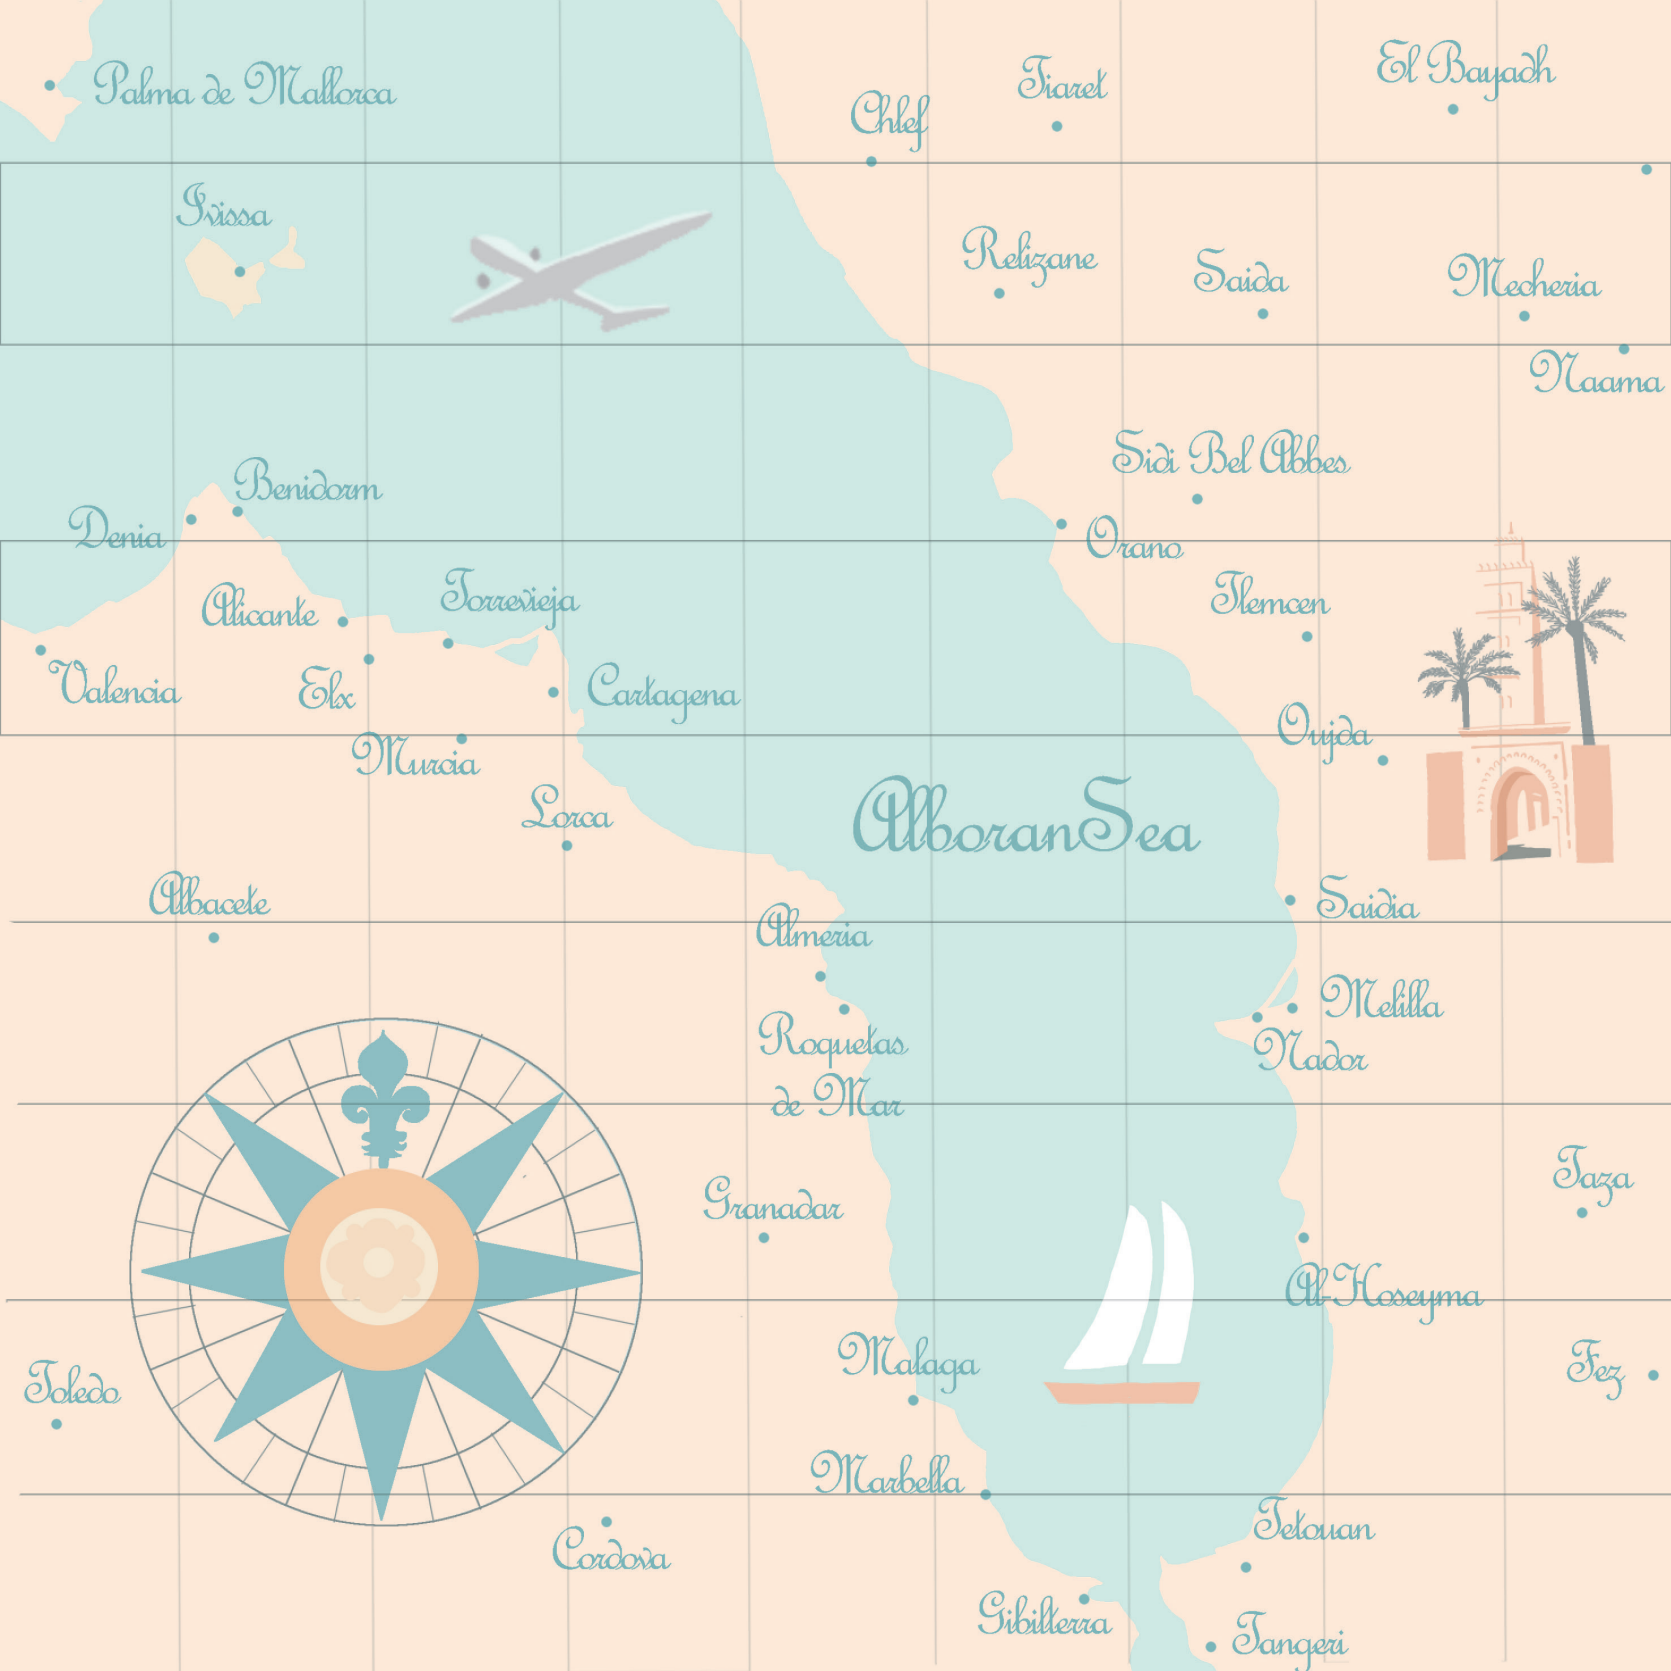 Palma de Mallorca
Chlef
Tiaret
El Bayadh
Ivissa
Relizane
Saida
Mecheria
Naama
Benidorm
Denia
Sidi Bel Abbes
Orano
Alicante
Torrevieja
Tlemcen
Valencia
Elx
Cartagena
Murcia
Oujda
Lorca
AlboranSea
Albacete
Saidia
Almeria
Melilla
Roquetas
de Mar
Nador
Granadar
Taza
Al-Hoseyma
Malaga
Fez
Toledo
Marbella
Tetouan
Cordova
Gibilterra
Tangeri